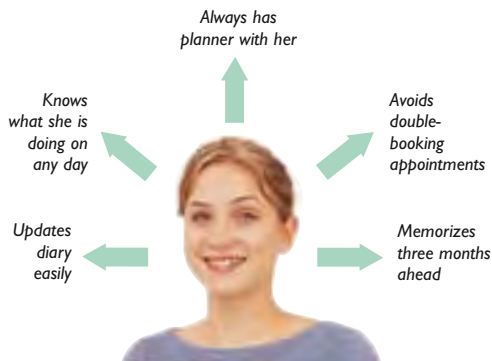 Always has
planner with her
Knows
what she is
doing on
any day
Avoids
double-
booking
appointments
Updates
diary
easily
Memorizes
three months
ahead